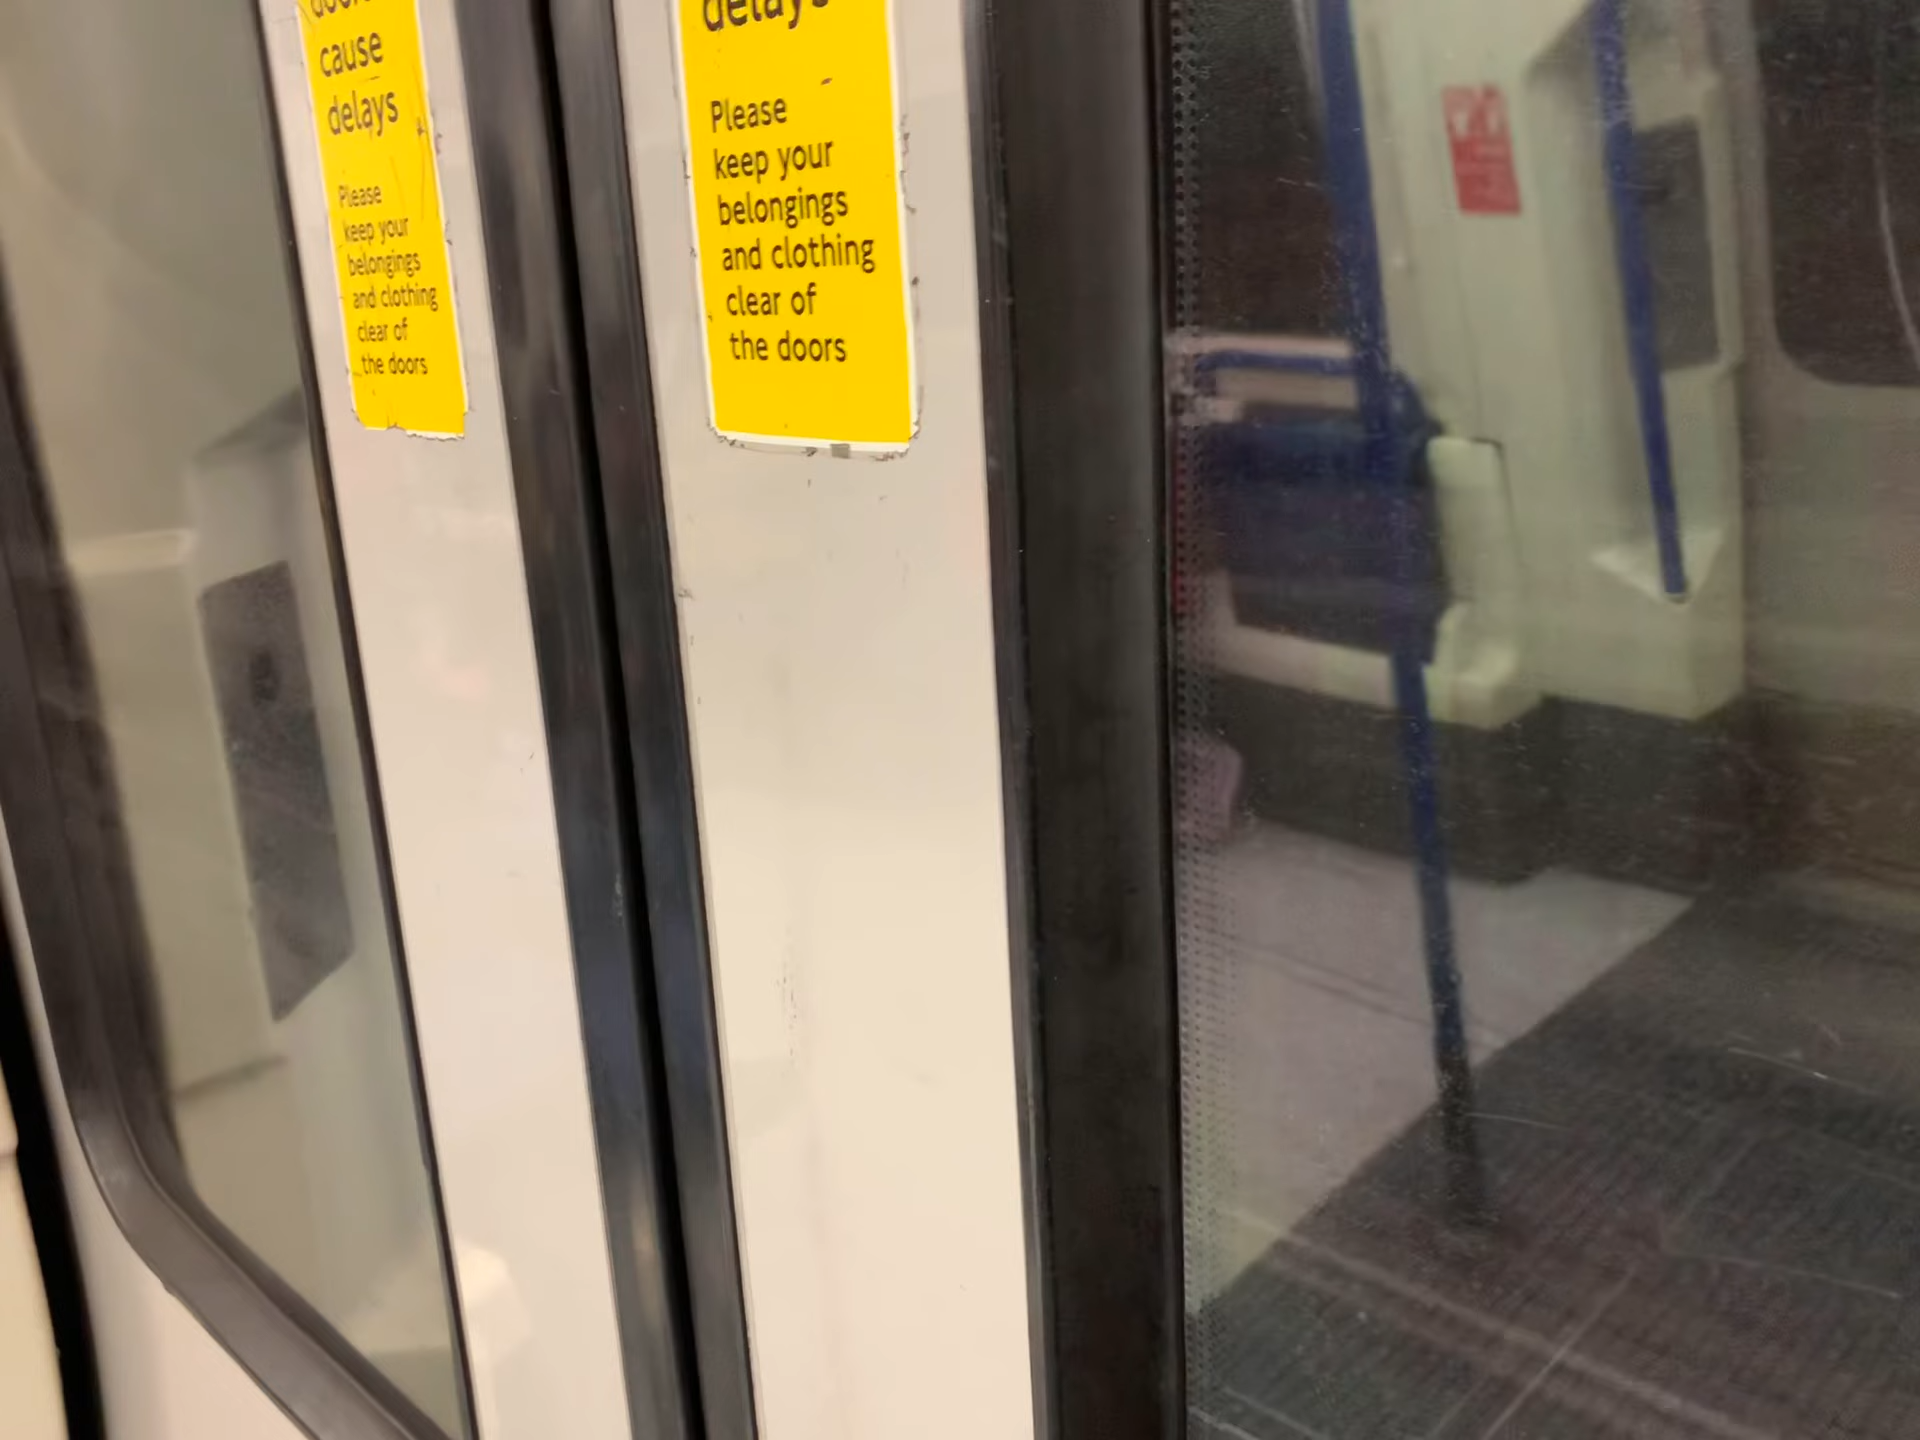 cause
delays
Please
keep your
belongings
and clothing
clear of
the doors
delays
Please
keep your
belongings
and clothing
clear of
the doors